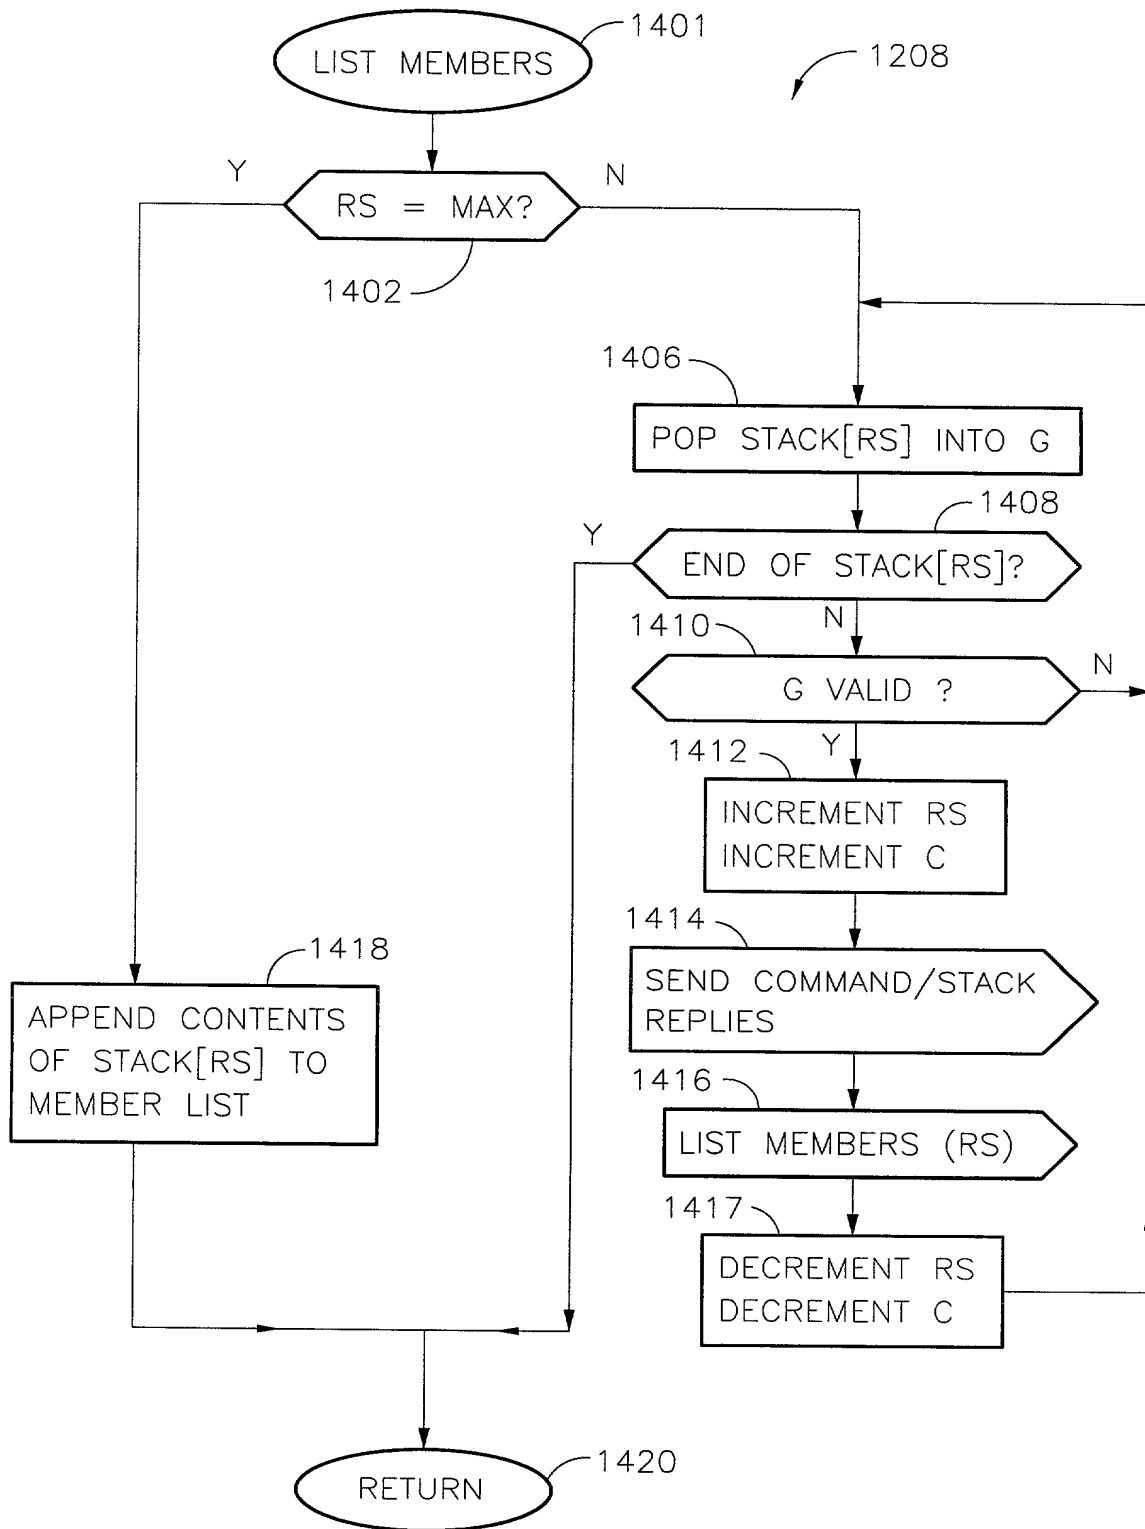 1401
LIST MEMBERS
1208
Y
N
RS = MAX?
1402
1406
POP STACK[RS] INTO G
1408
Y
END OF STACK[RS]?
N
1410
N
G VALID ?
Y
1412
INCREMENT RS
INCREMENT C
1414
SEND COMMAND/STACK
REPLIES
1418
APPEND CONTENTS
OF STACK[RS] TO
MEMBER LIST
1416
LIST MEMBERS (RS)
1417
DECREMENT RS
DECREMENT C
1420
RETURN